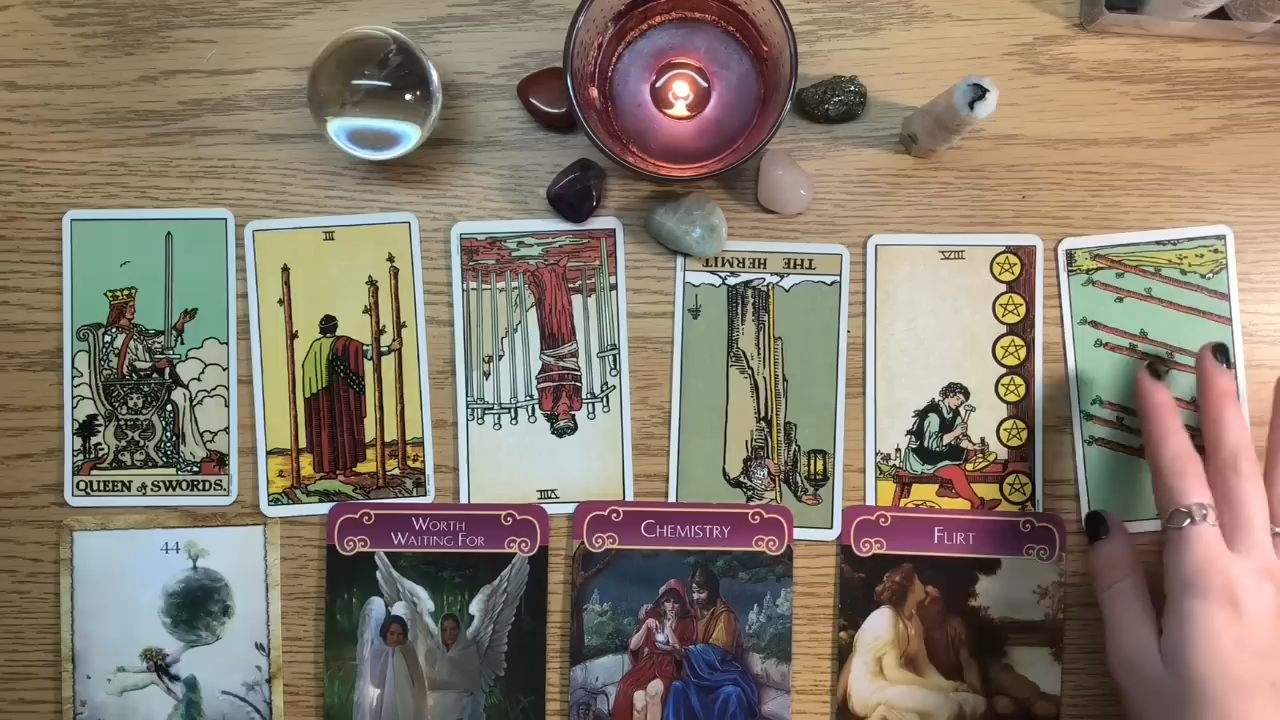 III
THE HERMIT
VIII
QUEEN of SWORDS.
VIII
44
WORTH
WAITING FOR
CHEMISTRY
FLIRT